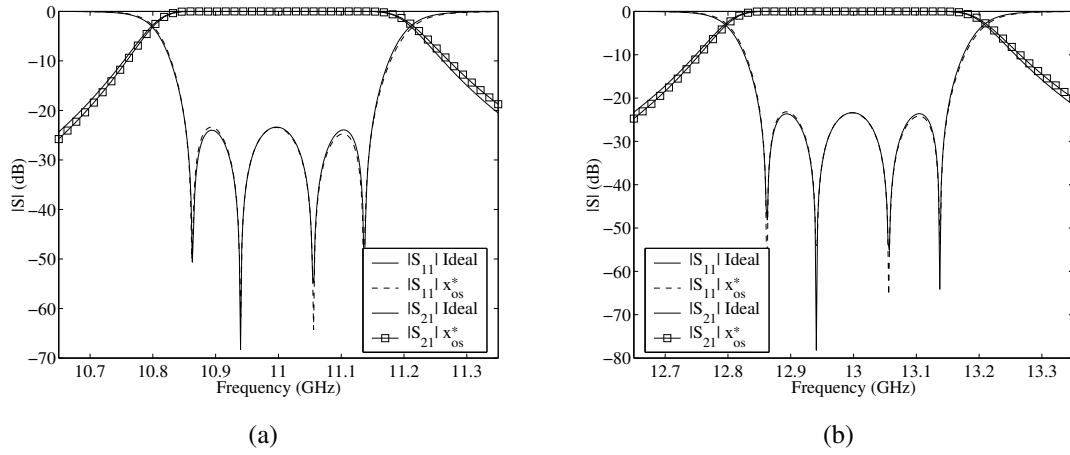 0
−10
−20
−30
−40
−50
−60
−70
|S| (dB)
10.7 10.8 10.9 11 11.1 11.2 11.3
Frequency (GHz)
|S11| Ideal
|S11| x*os
|S21| Ideal
|S21| x*os
(a)
0
−10
−20
−30
−40
−50
−60
−70
−80
|S| (dB)
12.7 12.8 12.9 13 13.1 13.2 13.3
Frequency (GHz)
|S11| Ideal
|S11| x*os
|S21| Ideal
|S21| x*os
(b)